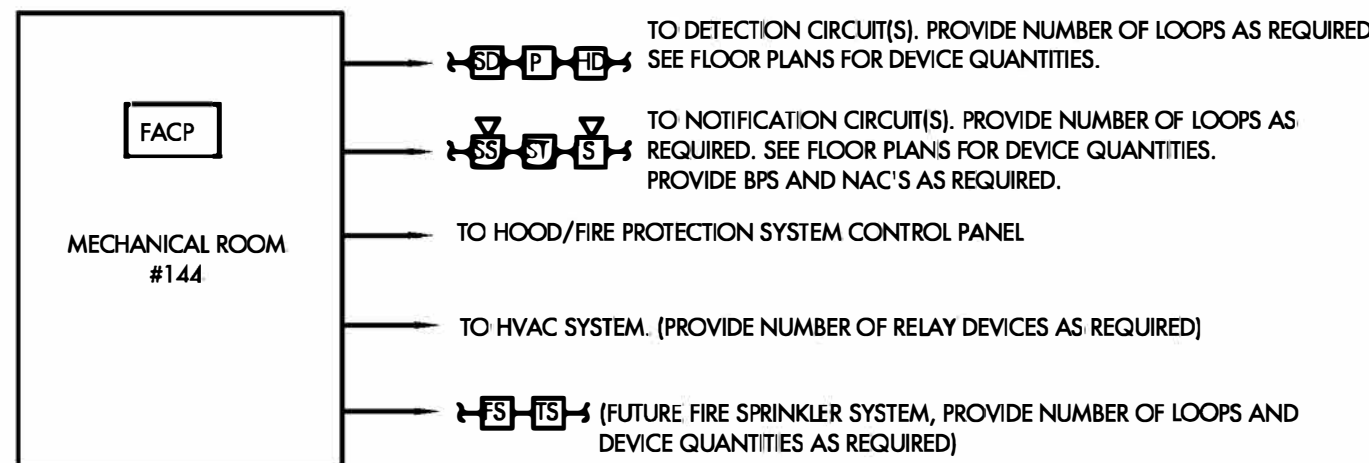 FACP
MECHANICAL ROOM
#144
SD P HD
TO DETECTION CIRCUIT(S). PROVIDE NUMBER OF LOOPS AS REQUIRED
SEE FLOOR PLANS FOR DEVICE QUANTITIES.
SS ST S
TO NOTIFICATION CIRCUIT(S). PROVIDE NUMBER OF LOOPS AS
REQUIRED. SEE FLOOR PLANS FOR DEVICE QUANTITIES.
PROVIDE BPS AND NAC'S AS REQUIRED.
TO HOOD/FIRE PROTECTION SYSTEM CONTROL PANEL
TO HVAC SYSTEM. (PROVIDE NUMBER OF RELAY DEVICES AS REQUIRED)
FS TS
(FUTURE FIRE SPRINKLER SYSTEM, PROVIDE NUMBER OF LOOPS AND
DEVICE QUANTITIES AS REQUIRED)